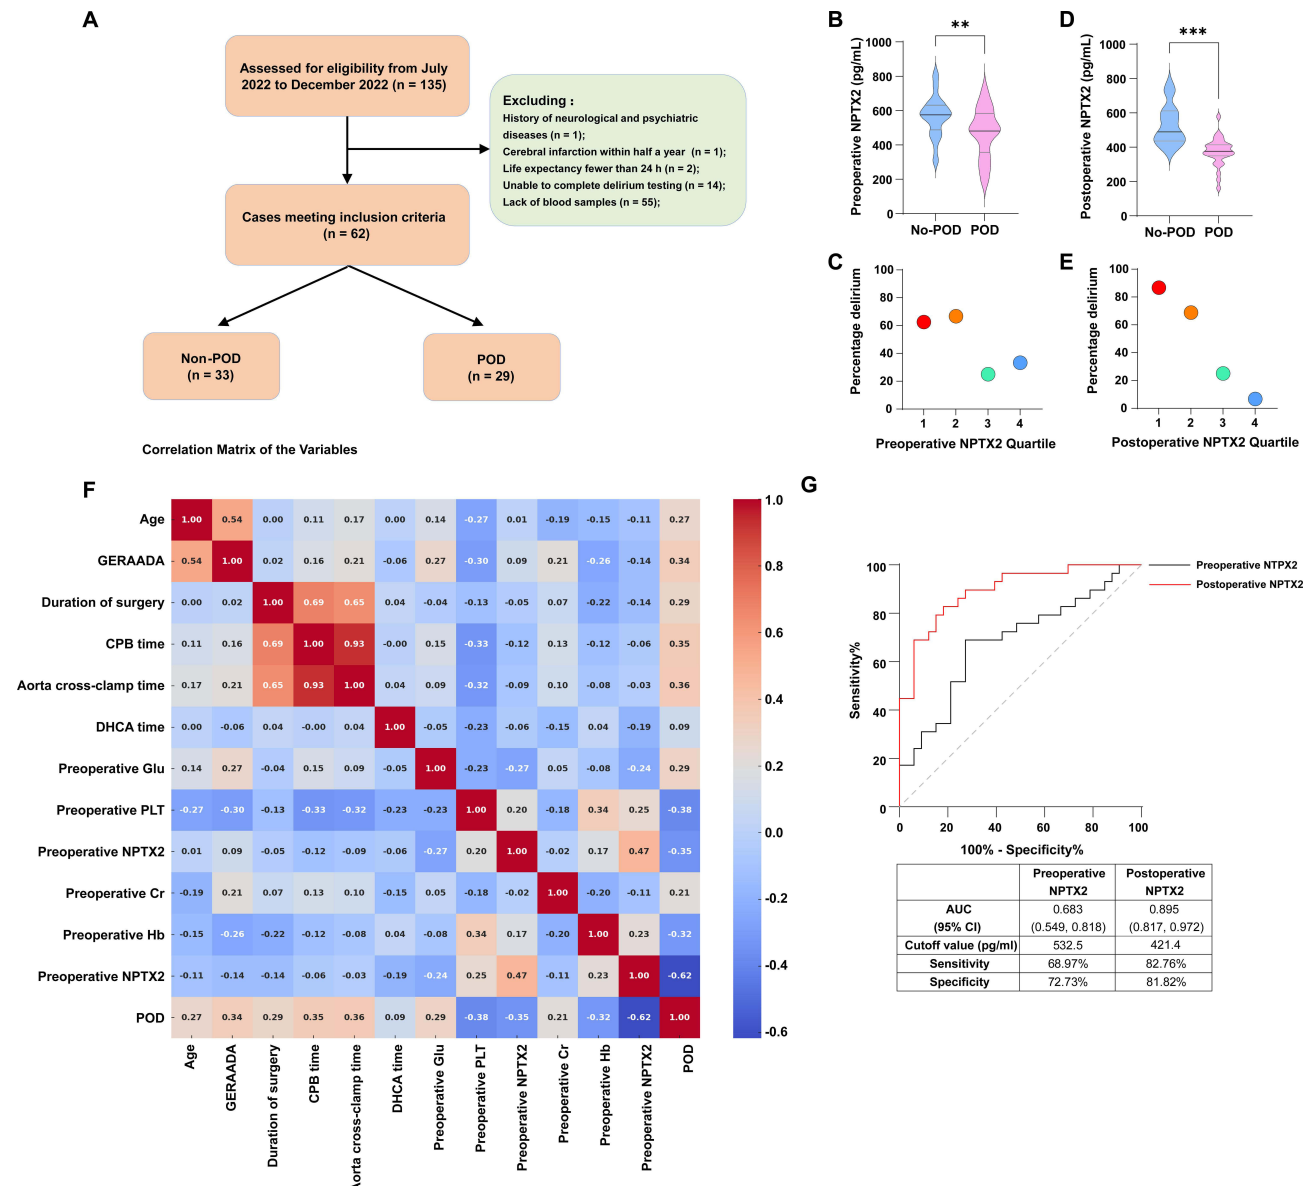 A
Assessed for eligibility from July
2022 to December 2022 (n = 135)
Excluding :
History of neurological and psychiatric
diseases (n = 1);
Cerebral infarction within half a year (n = 1);
Life expectancy fewer than 24 h (n = 2);
Unable to complete delirium testing (n = 14);
Lack of blood samples (n = 55);
Cases meeting inclusion criteria
(n = 62)
Non-POD
(n = 33)
POD
(n = 29)
B
**
Preoperative NPTX2 (pg/mL)
1000
800
600
400
200
0
No-POD POD
D
***
Postoperative NPTX2 (pg/mL)
1000
800
600
400
200
0
No-POD POD
C
Percentage delirium
100
80
60
40
20
0
1 2 3 4
Preoperative NPTX2 Quartile
E
Percentage delirium
100
80
60
40
20
0
1 2 3 4
Postoperative NPTX2 Quartile
Correlation Matrix of the Variables
F
Age 1.00 0.54 0.00 0.11 0.17 0.00 0.14 -0.27 0.01 -0.19 -0.15 -0.11 0.27
GERAADA 0.54 1.00 0.02 0.16 0.21 -0.06 0.27 -0.30 0.09 0.21 -0.26 -0.14 0.34
Duration of surgery 0.00 0.02 1.00 0.69 0.65 0.04 -0.04 -0.13 -0.05 0.07 -0.22 -0.14 0.29
CPB time 0.11 0.16 0.69 1.00 0.93 -0.00 0.15 -0.33 -0.12 0.13 -0.12 -0.06 0.35
Aorta cross-clamp time 0.17 0.21 0.65 0.93 1.00 0.04 0.09 -0.32 -0.09 0.10 -0.08 -0.03 0.36
DHCA time 0.00 -0.06 0.04 -0.00 0.04 1.00 -0.05 -0.23 -0.06 -0.15 0.04 -0.19 0.09
Preoperative Glu 0.14 0.27 -0.04 0.15 0.09 -0.05 1.00 -0.23 -0.27 0.05 -0.08 -0.24 0.29
Preoperative PLT -0.27 -0.30 -0.13 -0.33 -0.32 -0.23 -0.23 1.00 0.20 -0.18 0.34 0.25 -0.38
Preoperative NPTX2 0.01 0.09 -0.05 -0.12 -0.09 -0.06 -0.27 0.20 1.00 -0.02 0.17 0.47 -0.35
Preoperative Cr -0.19 0.21 0.07 0.13 0.10 -0.15 0.05 -0.18 -0.02 1.00 -0.20 -0.11 0.21
Preoperative Hb -0.15 -0.26 -0.22 -0.12 -0.08 0.04 -0.08 0.34 0.17 -0.20 1.00 0.23 -0.32
Preoperative NPTX2 -0.11 -0.14 -0.14 -0.06 -0.03 -0.19 -0.24 0.25 0.47 -0.11 0.23 1.00 -0.62
POD 0.27 0.34 0.29 0.35 0.36 0.09 0.29 -0.38 -0.35 0.21 -0.32 -0.62 1.00
Age
GERAADA
Duration of surgery
CPB time
Aorta cross-clamp time
DHCA time
Preoperative Glu
Preoperative PLT
Preoperative NPTX2
Preoperative Cr
Preoperative Hb
Preoperative NPTX2
POD
1.0
0.8
0.6
0.4
0.2
0.0
-0.2
-0.4
-0.6
G
Preoperative NTPX2
Postoperative NPTX2
Sensitivity%
100
80
60
40
20
0
0 20 40 60 80 100
100% - Specificity%
Preoperative Postoperative
NPTX2 NPTX2
AUC 0.683 0.895
(95% CI) (0.549, 0.818) (0.817, 0.972)
Cutoff value (pg/ml) 532.5 421.4
Sensitivity 68.97% 82.76%
Specificity 72.73% 81.82%